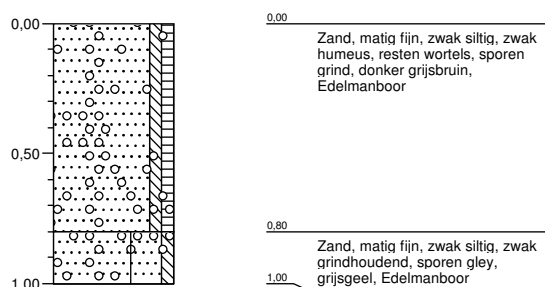 0,00
0,50
1,00
0,00
Zand, matig fijn, zwak siltig, zwak
humeus, resten wortels, sporen
grind, donker grijsbruin,
Edelmanboor
0,80
Zand, matig fijn, zwak siltig, zwak
grindhoudend, sporen gley,
grijsgeel, Edelmanboor
1,00